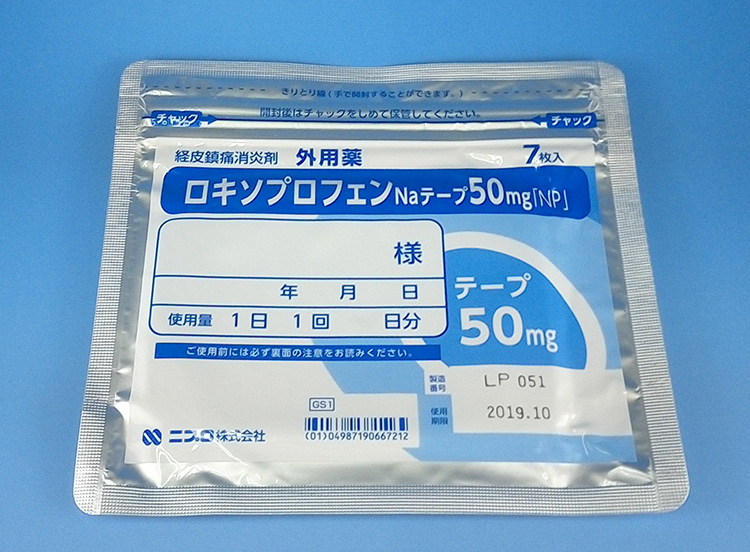 きりとり線(手で開封することができます。)
開封後はチャックをしめて保管してください。
チャック チャック
経皮鎮痛消炎剤 外用薬 7枚入
ロキソプロフェンNaテープ50mg「NP」
様
年 月 日
使用量 1日 1回 日分
テープ
50mg
ご使用前には必ず裏面の注意をお読みください。
製造番号 LP 051
使用期限 2019.10
GS1
(01)04987190667212
ニプロ株式会社